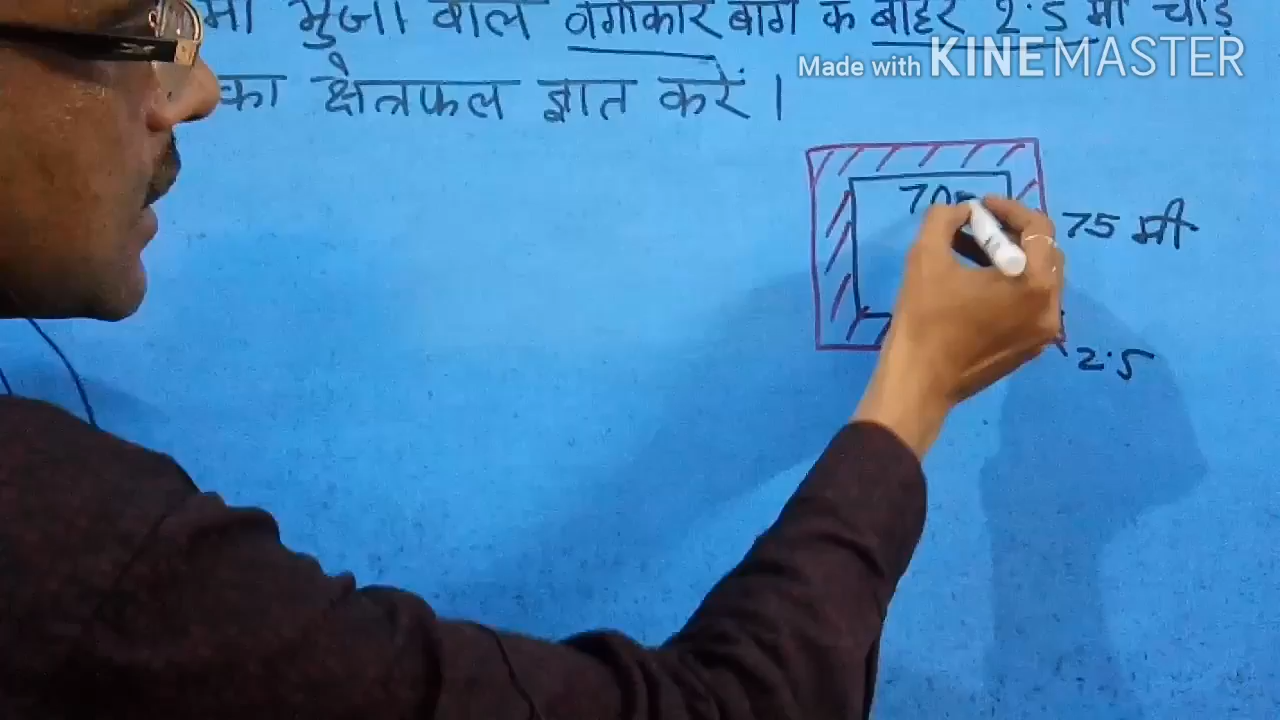 मी भुजा वाले वर्गाकार बाग के बाहर 2.5 मी चौड़े
Made with KINEMASTER
का क्षेत्रफल ज्ञात करें।
70
75 मी
2.5